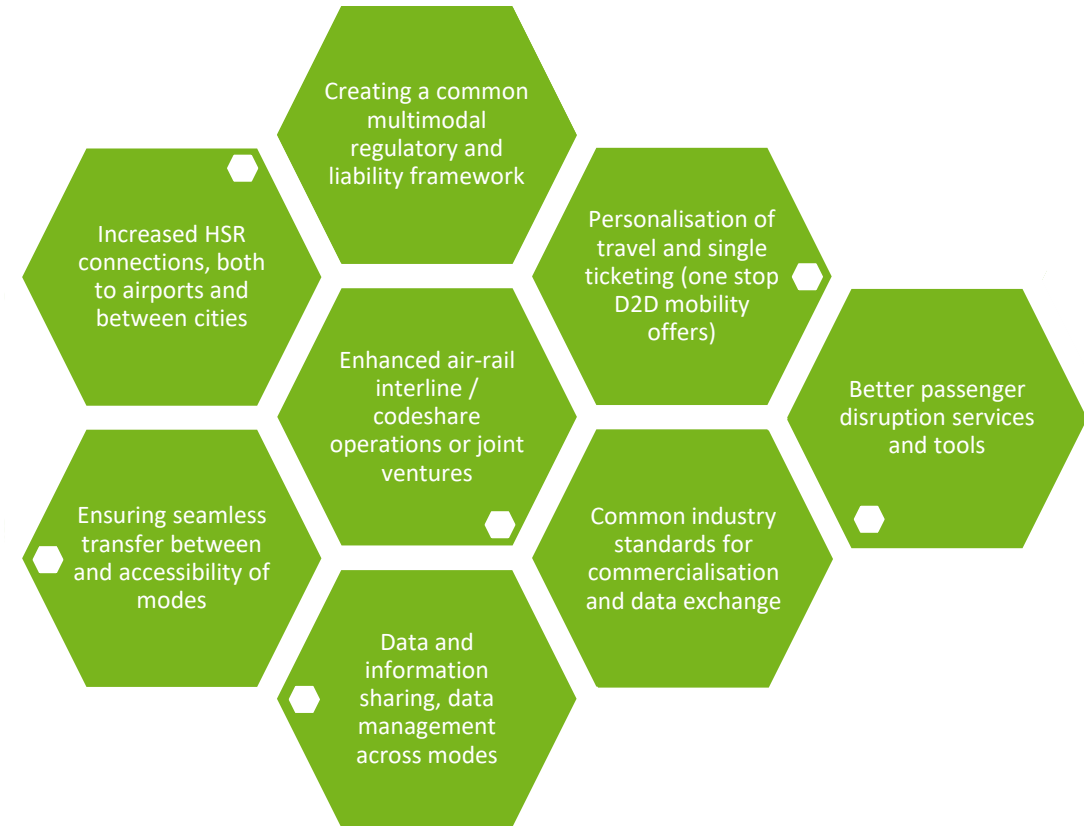 Creating a common
multimodal
regulatory and
liability framework
Increased HSR
connections, both
to airports and
between cities
Personalisation of
travel and single
ticketing (one stop
D2D mobility
offers)
Enhanced air-rail
interline /
codeshare
operations or joint
ventures
Better passenger
disruption services
and tools
Ensuring seamless
transfer between
and accessibility of
modes
Common industry
standards for
commercialisation
and data exchange
Data and
information
sharing, data
management
across modes